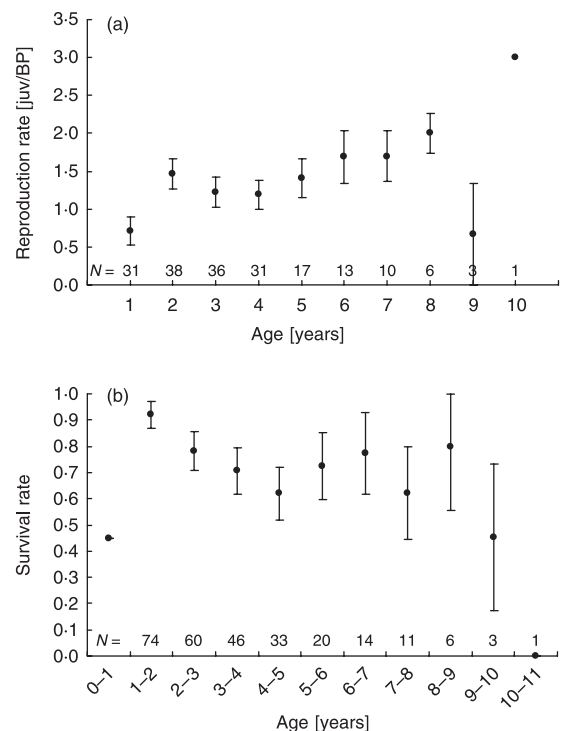 (a)
Reproduction rate [juv/BP]
3·5
3·0
2·5
2·0
1·5
1·0
0·5
0·0
N = 31 38 36 31 17 13 10 6 3 1
1 2 3 4 5 6 7 8 9 10
Age [years]
(b)
Survival rate
1·0
0·9
0·8
0·7
0·6
0·5
0·4
0·3
0·2
0·1
0·0
N = 74 60 46 33 20 14 11 6 3 1
0–1 1–2 2–3 3–4 4–5 5–6 6–7 7–8 8–9 9–10 10–11
Age [years]